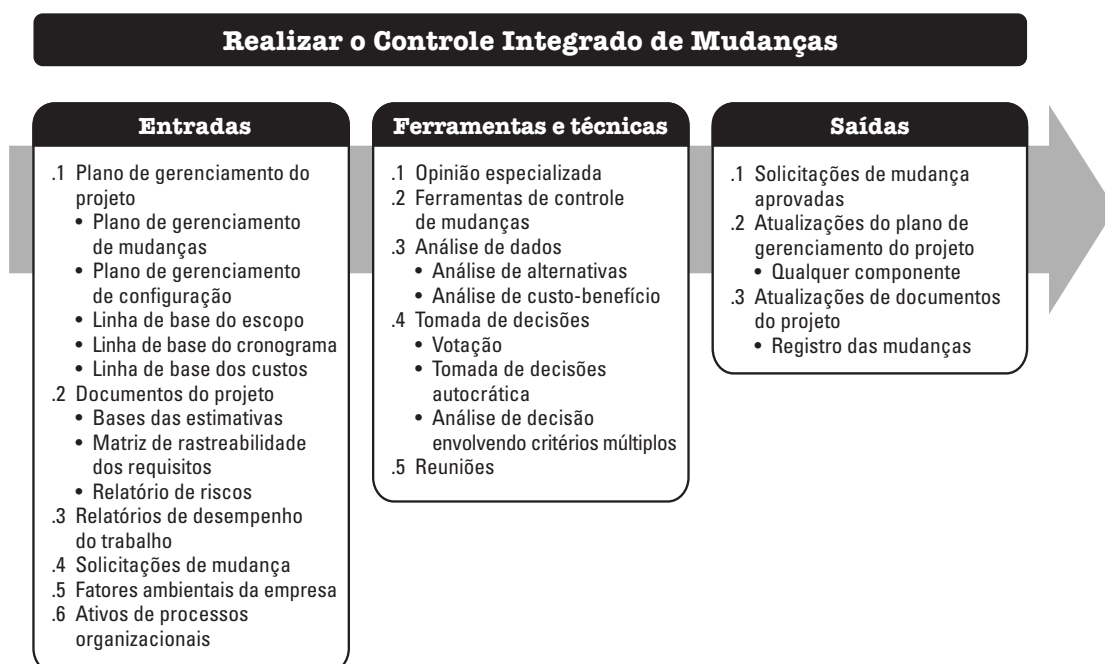 Realizar o Controle Integrado de Mudanças
Entradas
.1 Plano de gerenciamento do
projeto
• Plano de gerenciamento
de mudanças
• Plano de gerenciamento
de configuração
• Linha de base do escopo
• Linha de base do cronograma
• Linha de base dos custos
.2 Documentos do projeto
• Bases das estimativas
• Matriz de rastreabilidade
dos requisitos
• Relatório de riscos
.3 Relatórios de desempenho
do trabalho
.4 Solicitações de mudança
.5 Fatores ambientais da empresa
.6 Ativos de processos
organizacionais
Ferramentas e técnicas
.1 Opinião especializada
.2 Ferramentas de controle
de mudanças
.3 Análise de dados
• Análise de alternativas
• Análise de custo-benefício
.4 Tomada de decisões
• Votação
• Tomada de decisões
autocrática
• Análise de decisão
envolvendo critérios múltiplos
.5 Reuniões
Saídas
.1 Solicitações de mudança
aprovadas
.2 Atualizações do plano de
gerenciamento do projeto
• Qualquer componente
.3 Atualizações de documentos
do projeto
• Registro das mudanças